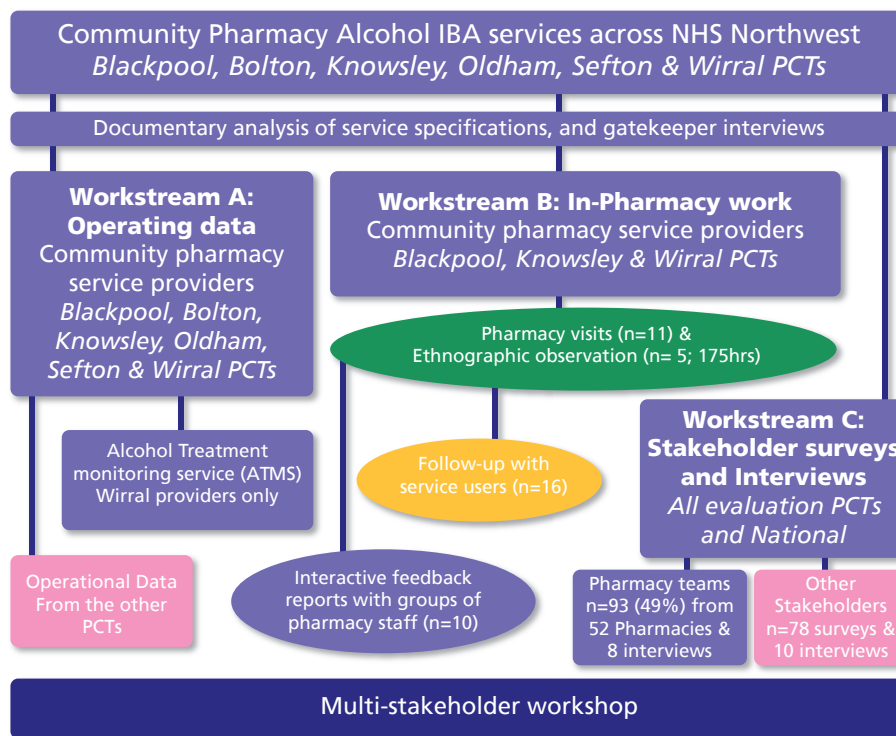 Community Pharmacy Alcohol IBA services across NHS Northwest
Blackpool, Bolton, Knowsley, Oldham, Sefton & Wirral PCTs
Documentary analysis of service specifications, and gatekeeper interviews
Workstream A:
Operating data
Community pharmacy
service providers
Blackpool, Bolton,
Knowsley, Oldham,
Sefton & Wirral PCTs
Workstream B: In-Pharmacy work
Community pharmacy service providers
Blackpool, Knowsley & Wirral PCTs
Pharmacy visits (n=11) &
Ethnographic observation (n= 5; 175hrs)
Alcohol Treatment
monitoring service (ATMS)
Wirral providers only
Follow-up with
service users (n=16)
Workstream C:
Stakeholder surveys
and Interviews
All evaluation PCTs
and National
Operational Data
From the other
PCTs
Interactive feedback
reports with groups of
pharmacy staff (n=10)
Pharmacy teams
n=93 (49%) from
52 Pharmacies &
8 interviews
Other
Stakeholders
n=78 surveys &
10 interviews
Multi-stakeholder workshop